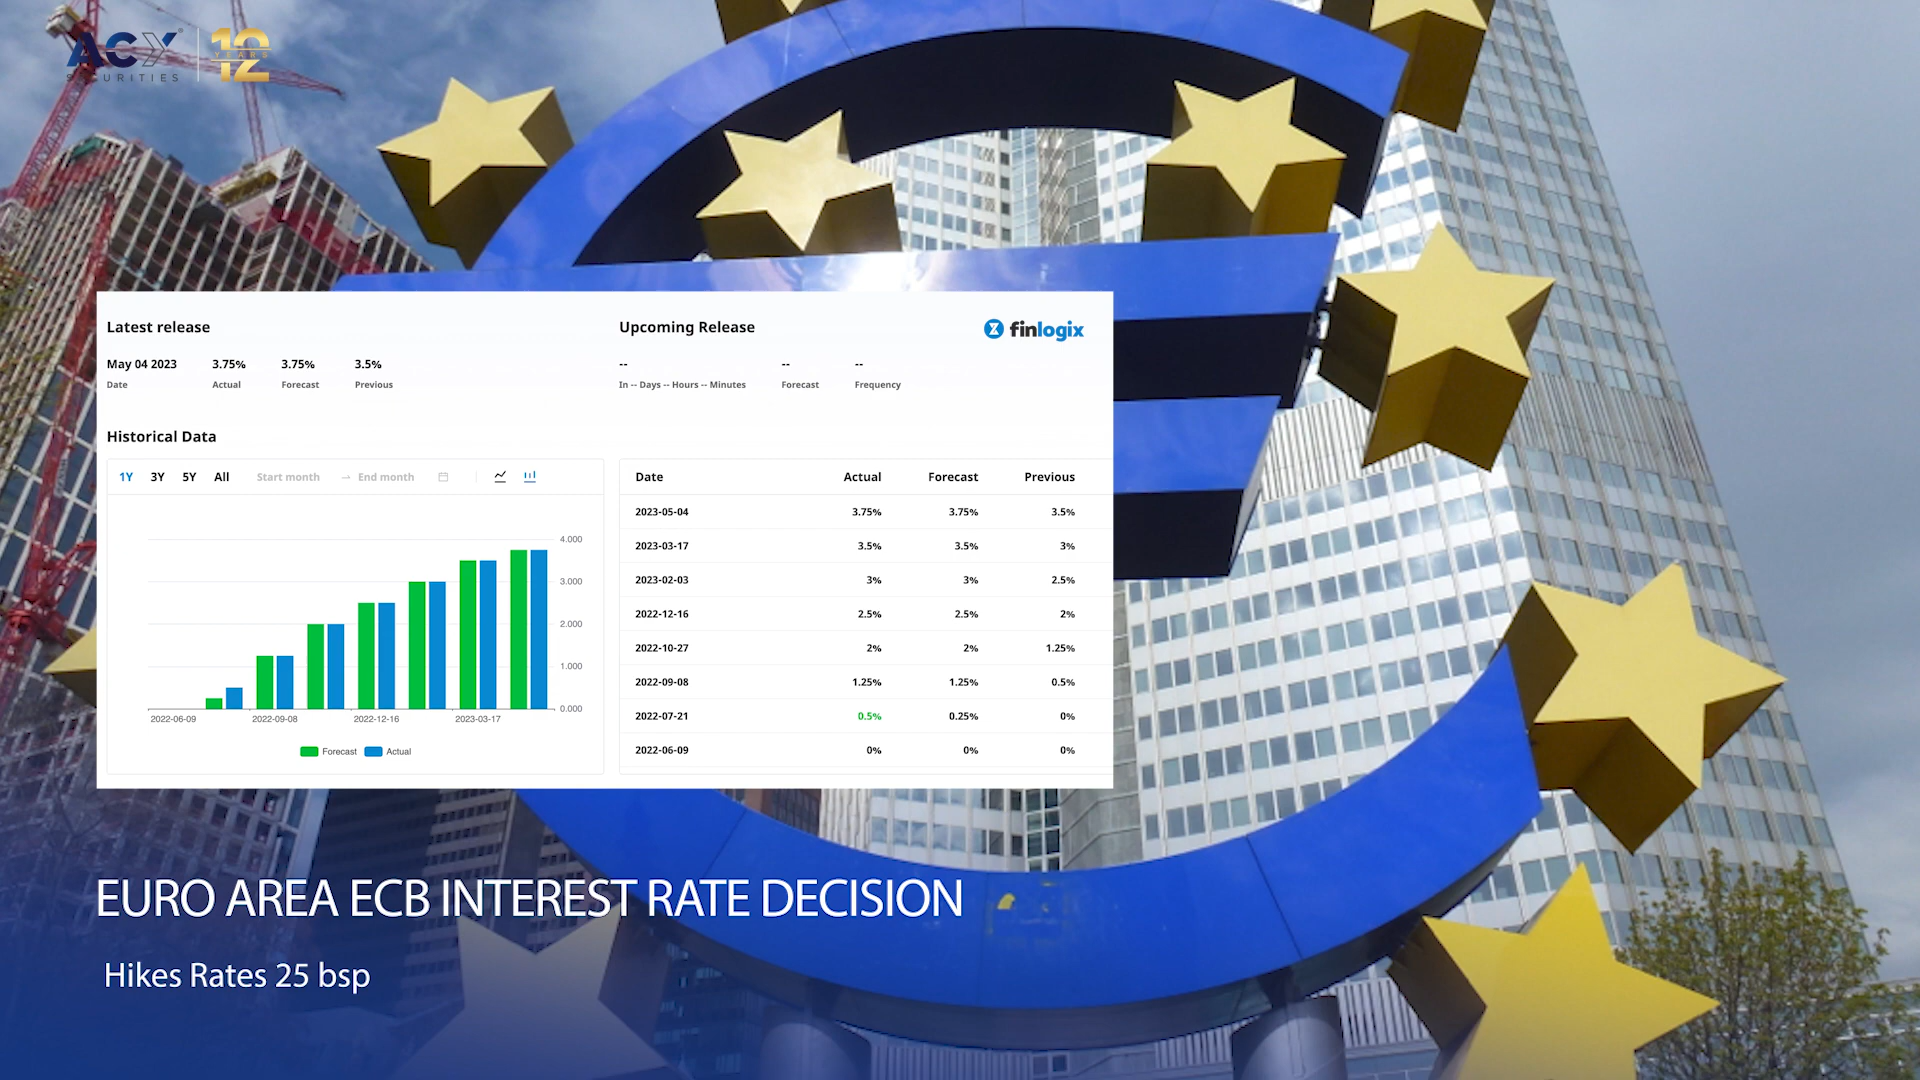 ACY
SECURITIES
12
YEARS
Latest release
Upcoming Release
finlogix
May 04 2023 3.75% 3.75% 3.5%
-- -- --
Date Actual Forecast Previous
In -- Days -- Hours -- Minutes Forecast Frequency
Historical Data
1Y 3Y 5Y All Start month → End month
4.000
3.000
2.000
1.000
0.000
2022-06-09 2022-09-08 2022-12-16 2023-03-17
Forecast Actual
Date Actual Forecast Previous
2023-05-04 3.75% 3.75% 3.5%
2023-03-17 3.5% 3.5% 3%
2023-02-03 3% 3% 2.5%
2022-12-16 2.5% 2.5% 2%
2022-10-27 2% 2% 1.25%
2022-09-08 1.25% 1.25% 0.5%
2022-07-21 0.5% 0.25% 0%
2022-06-09 0% 0% 0%
EURO AREA ECB INTEREST RATE DECISION
Hikes Rates 25 bsp